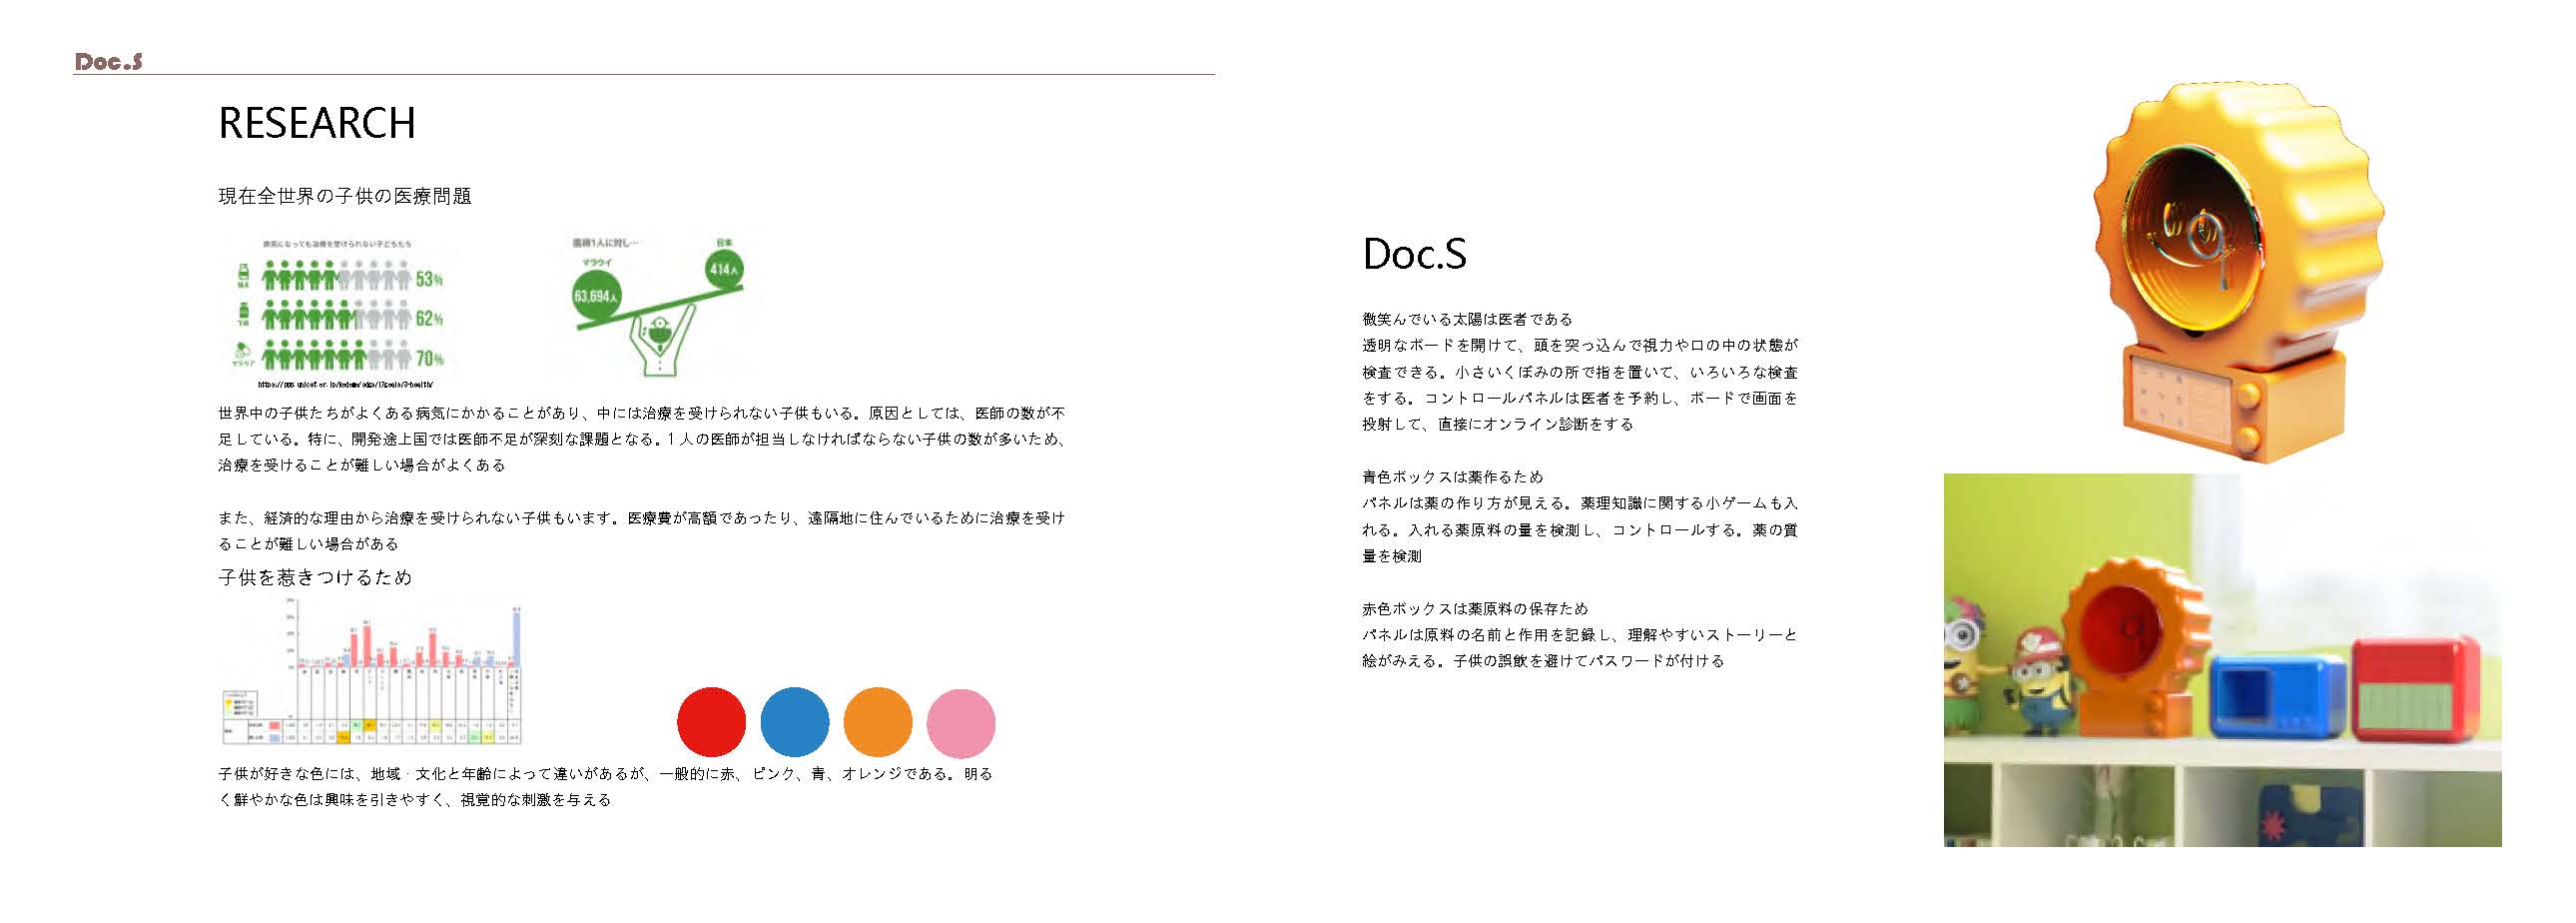 Doc.S
RESEARCH
現在全世界の子供の医療問題
病気になっても治療を受けられない子どもたち
53%
62%
マラリア
70%
医師1人に対し…
日本
マラウイ
414人
63,694人
世界中の子供たちがよくある病気にかかることがあり、中には治療を受けられない子供もいる。原因としては、医師の数が不
足している。特に、開発途上国では医師不足が深刻な課題となる。1人の医師が担当しなければならない子供の数が多いため、
治療を受けることが難しい場合がよくある
また、経済的な理由から治療を受けられない子供もいます。医療費が高額であったり、遠隔地に住んでいるために治療を受け
ることが難しい場合がある
子供を惹きつけるため
子供が好きな色には、地域・文化と年齢によって違いがあるが、一般的に赤、ピンク、青、オレンジである。明る
く鮮やかな色は興味を引きやすく、視覚的な刺激を与える
Doc.S
微笑んでいる太陽は医者である
透明なボードを開けて、頭を突っ込んで視力や口の中の状態が
検査できる。小さいくぼみの所で指を置いて、いろいろな検査
をする。コントロールパネルは医者を予約し、ボードで画面を
投射して、直接にオンライン診断をする
青色ボックスは薬作るため
パネルは薬の作り方が見える。薬理知識に関する小ゲームも入
れる。入れる薬原料の量を検測し、コントロールする。薬の質
量を検測
赤色ボックスは薬原料の保存ため
パネルは原料の名前と作用を記録し、理解やすいストーリーと
絵がみえる。子供の誤飲を避けてパスワードが付ける